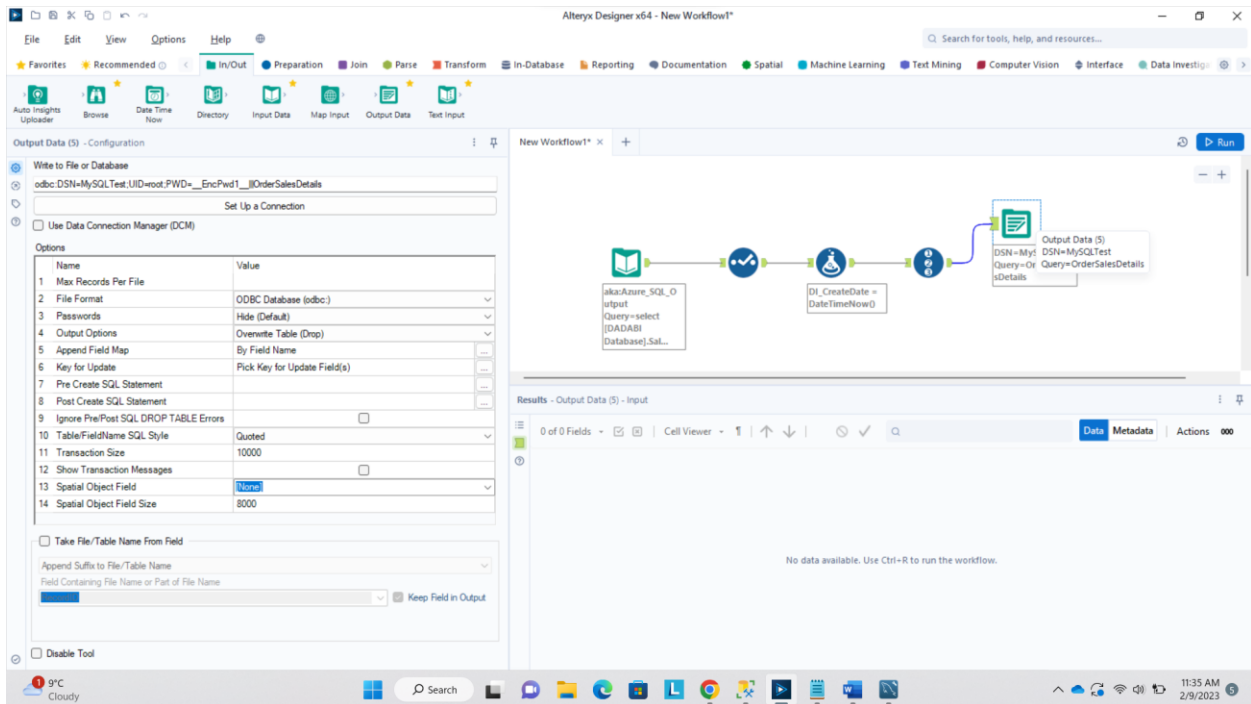 Alteryx Designer x64 - New Workflow1*
File Edit View Options Help
Search for tools, help, and resources...
Favorites Recommended In/Out Preparation Join Parse Transform In-Database Reporting Documentation Spatial Machine Learning Text Mining Computer Vision Interface Data Investiga
Auto Insights
Uploader
Browse
Date Time
Now
Directory
Input Data
Map Input
Output Data
Text Input
Output Data (5) - Configuration
Write to File or Database
odbc:DSN=MySQLTest;UID=root;PWD=__EncPwd1__|||OrderSalesDetails
Set Up a Connection
Use Data Connection Manager (DCM)
Options
Name Value
1 Max Records Per File
2 File Format ODBC Database (odbc:)
3 Passwords Hide (Default)
4 Output Options Overwrite Table (Drop)
5 Append Field Map By Field Name ...
6 Key for Update Pick Key for Update Field(s) ...
7 Pre Create SQL Statement ...
8 Post Create SQL Statement ...
9 Ignore Pre/Post SQL DROP TABLE Errors
10 Table/FieldName SQL Style Quoted
11 Transaction Size 10000
12 Show Transaction Messages
13 Spatial Object Field [None]
14 Spatial Object Field Size 8000
Take File/Table Name From Field
Append Suffix to File/Table Name
Field Containing File Name or Part of File Name
Keep Field in Output
Disable Tool
New Workflow1*
Run
aka:Azure_SQL_O
utput
Query=select
[DADABI
Database].Sal...
DI_CreateDate =
DateTimeNow()
DSN=MyS
Query=Or
sDetails
Output Data (5)
DSN=MySQLTest
Query=OrderSalesDetails
Results - Output Data (5) - Input
0 of 0 Fields Cell Viewer Data Metadata Actions 000
No data available. Use Ctrl+R to run the workflow.
1
9°C
Cloudy
Search
11:35 AM
2/9/2023
5